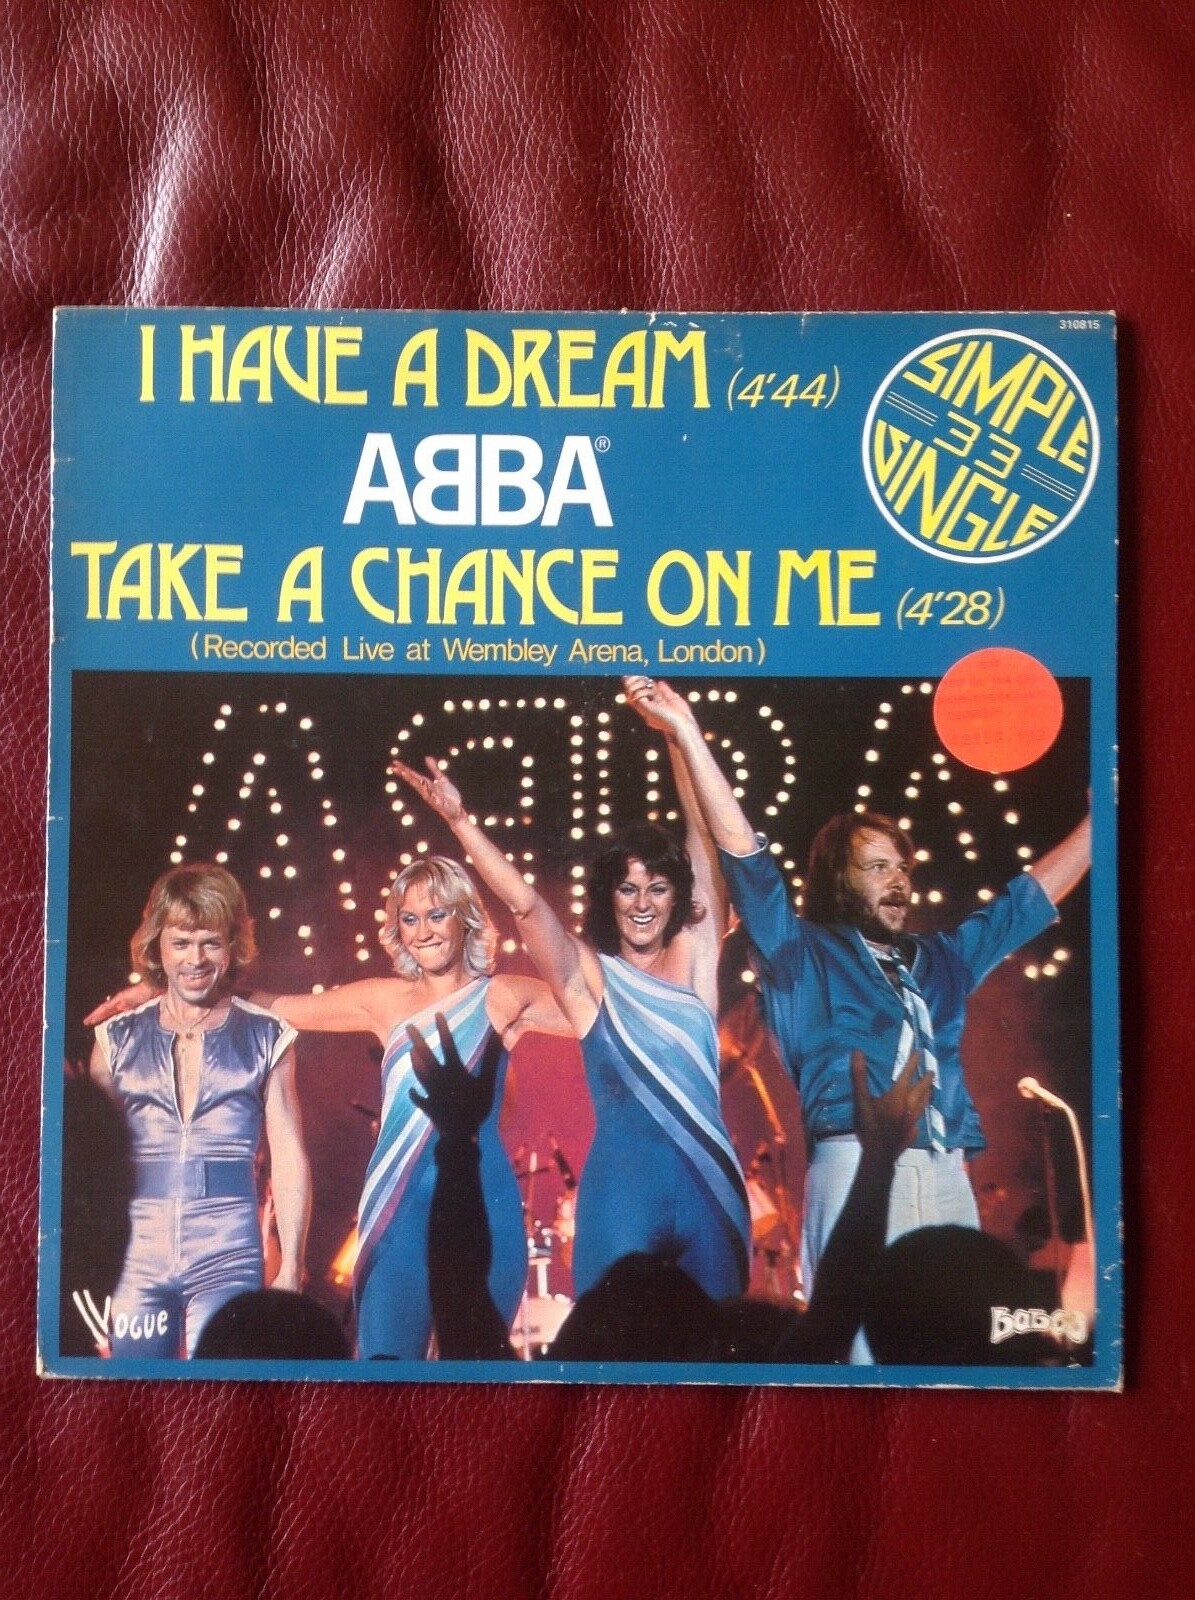 310815
I HAVE A DREAM (4'44)
SIMPLE
33
SINGLE
ABBA®
TAKE A CHANCE ON ME (4'28)
(Recorded Live at Wembley Arena, London)
ABBA
VOGUE